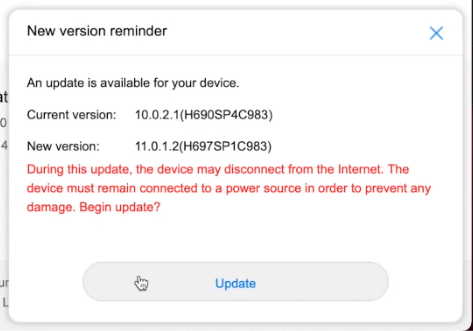 New version reminder
An update is available for your device.
Current version: 10.0.2.1(H690SP4C983)
New version: 11.0.1.2(H697SP1C983)
During this update, the device may disconnect from the Internet. The
device must remain connected to a power source in order to prevent any
damage. Begin update?
Update